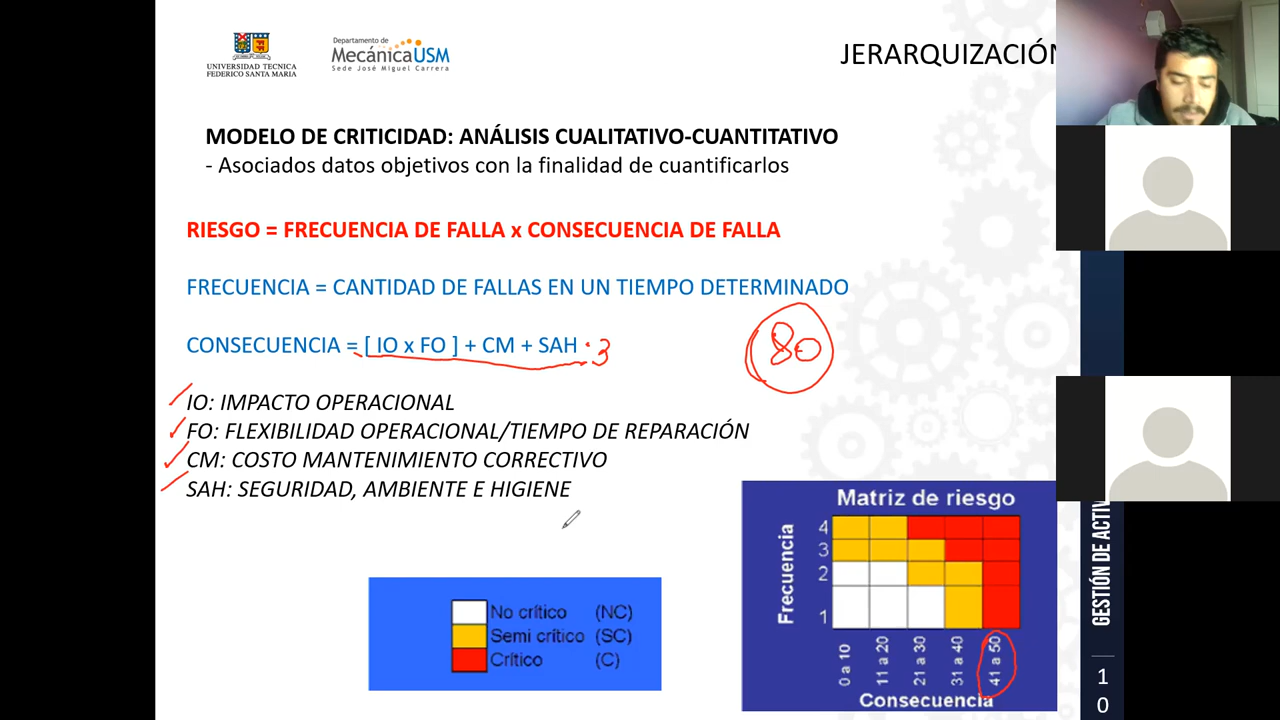 UNIVERSIDAD TECNICA
FEDERICO SANTA MARIA
Departamento de
MecánicaUSM
Sede José Miguel Carrera
JERARQUIZACIÓN
MODELO DE CRITICIDAD: ANÁLISIS CUALITATIVO-CUANTITATIVO
- Asociados datos objetivos con la finalidad de cuantificarlos
RIESGO = FRECUENCIA DE FALLA x CONSECUENCIA DE FALLA
FRECUENCIA = CANTIDAD DE FALLAS EN UN TIEMPO DETERMINADO
CONSECUENCIA = [ IO x FO ] + CM + SAH · 3
80
IO: IMPACTO OPERACIONAL
FO: FLEXIBILIDAD OPERACIONAL/TIEMPO DE REPARACIÓN
CM: COSTO MANTENIMIENTO CORRECTIVO
SAH: SEGURIDAD, AMBIENTE E HIGIENE
No crítico (NC)
Semi crítico (SC)
Crítico (C)
Matriz de riesgo
Frecuencia
4
3
2
1
0 a 10
11 a 20
21 a 30
31 a 40
41 a 50
Consecuencia
GESTIÓN DE ACTIV
1
0